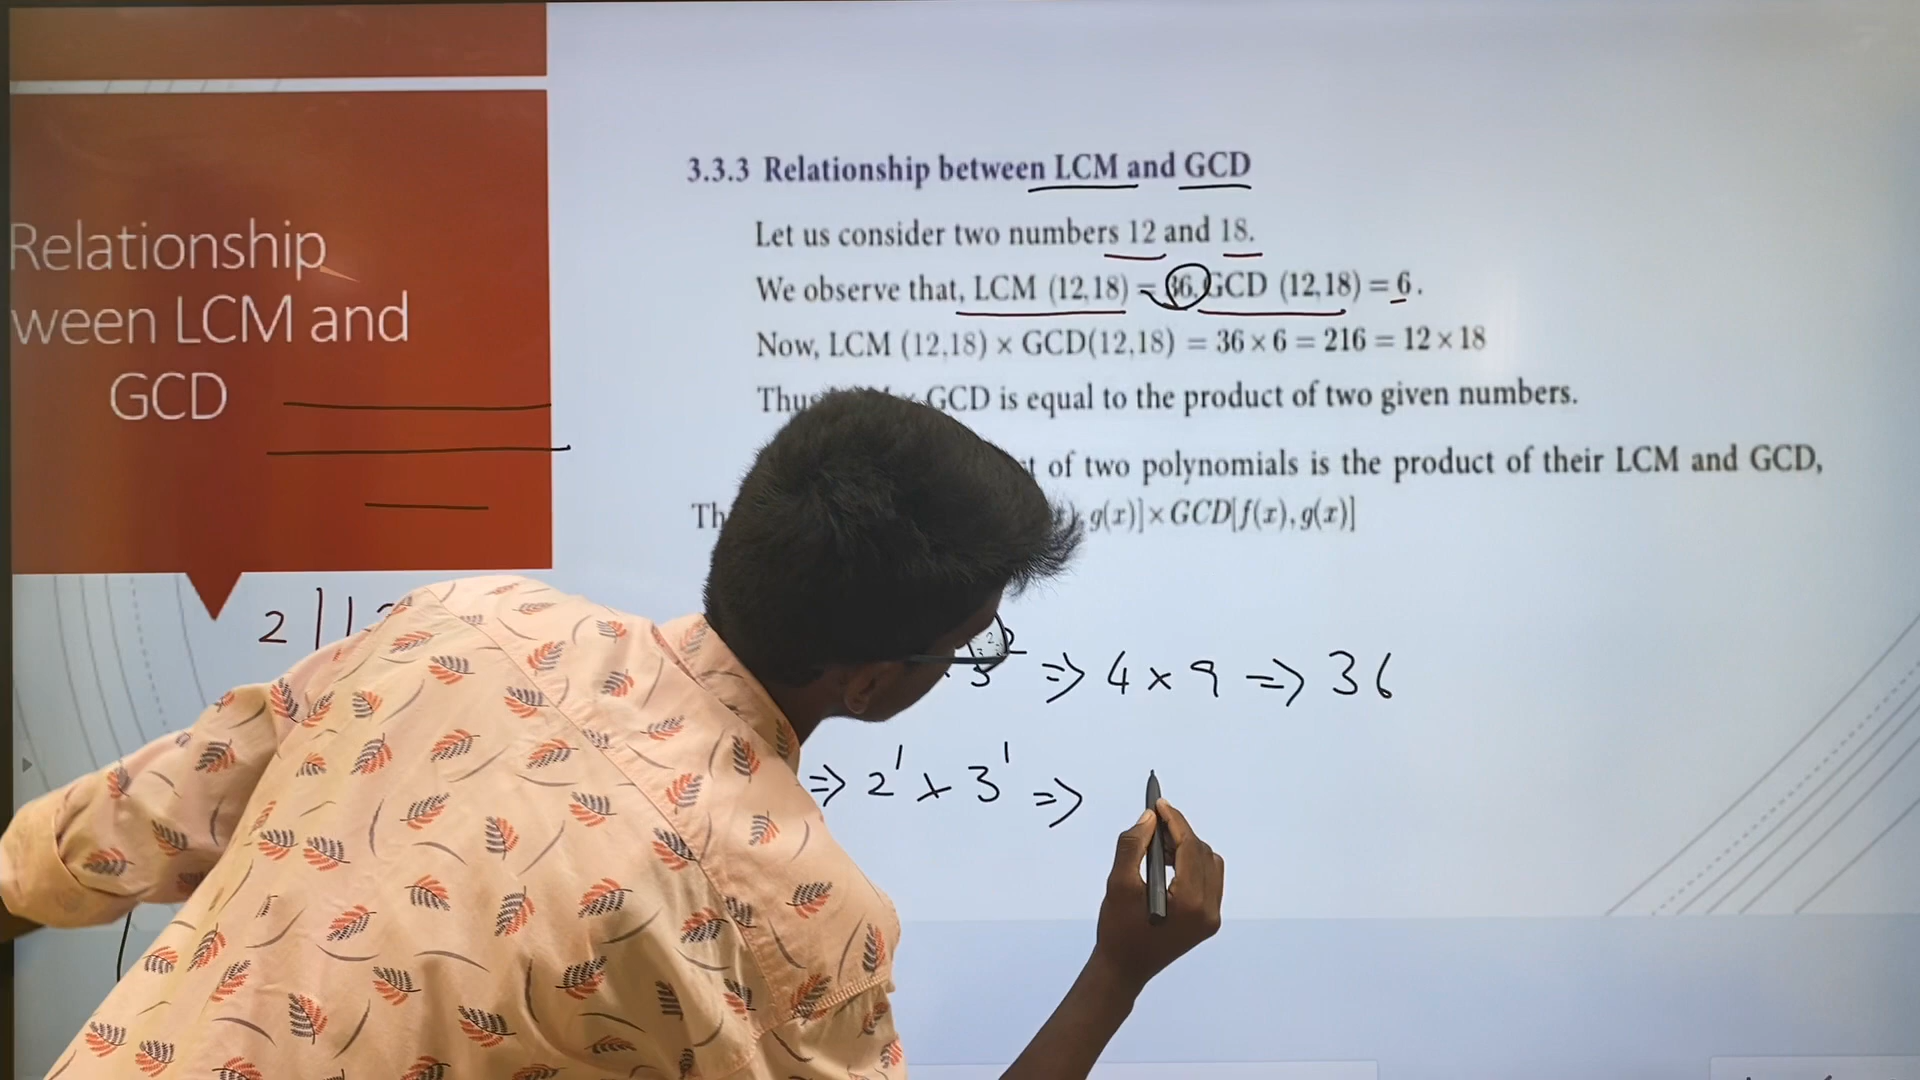 Relationship
ween LCM and
GCD
3.3.3 Relationship between LCM and GCD
Let us consider two numbers 12 and 18.
We observe that, LCM (12,18) = 36, GCD (12,18) = 6.
Now, LCM (12,18) × GCD(12,18) = 36 × 6 = 216 = 12 × 18
Thus GCD is equal to the product of two given numbers.
of two polynomials is the product of their LCM and GCD,
g(x)] × GCD[f(x), g(x)]
2 | 12
⇒ 4 × 9 ⇒ 36
⇒ 2¹ × 3¹ ⇒